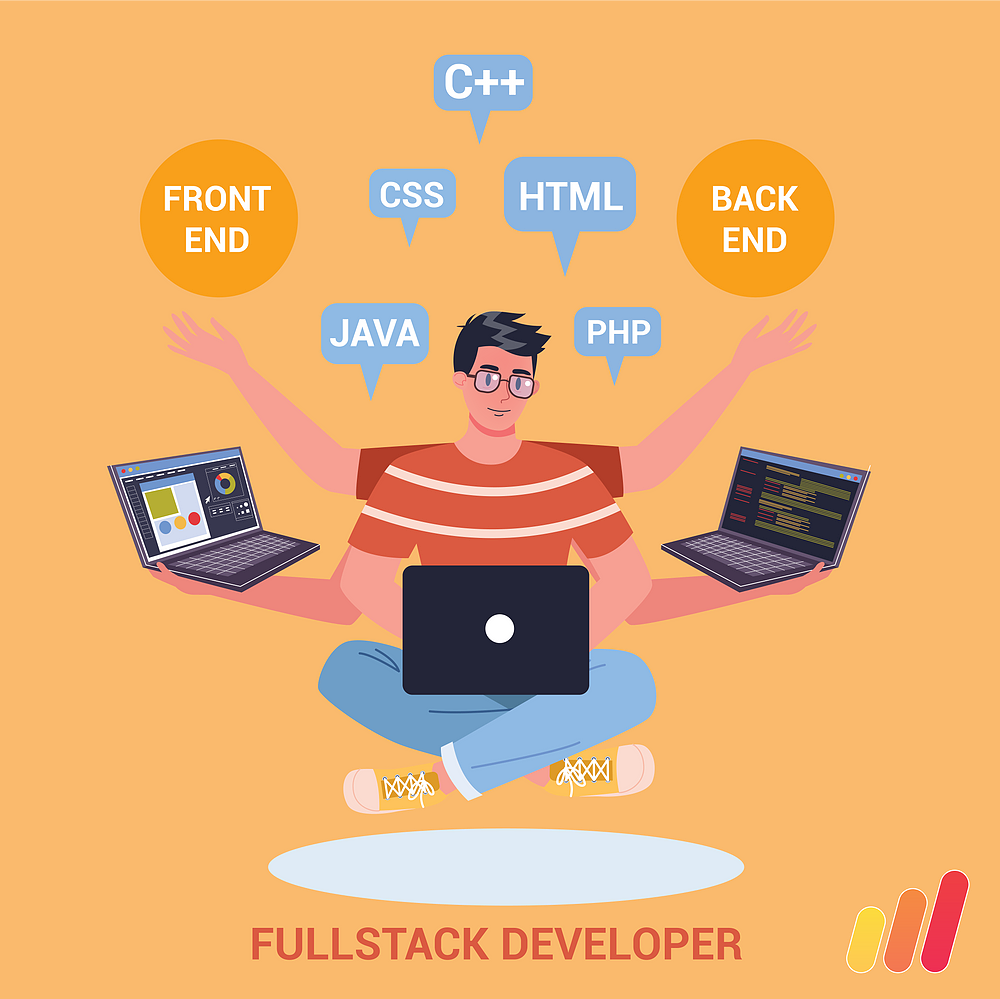 C++
FRONT
END
CSS
HTML
BACK
END
JAVA
PHP
FULLSTACK DEVELOPER